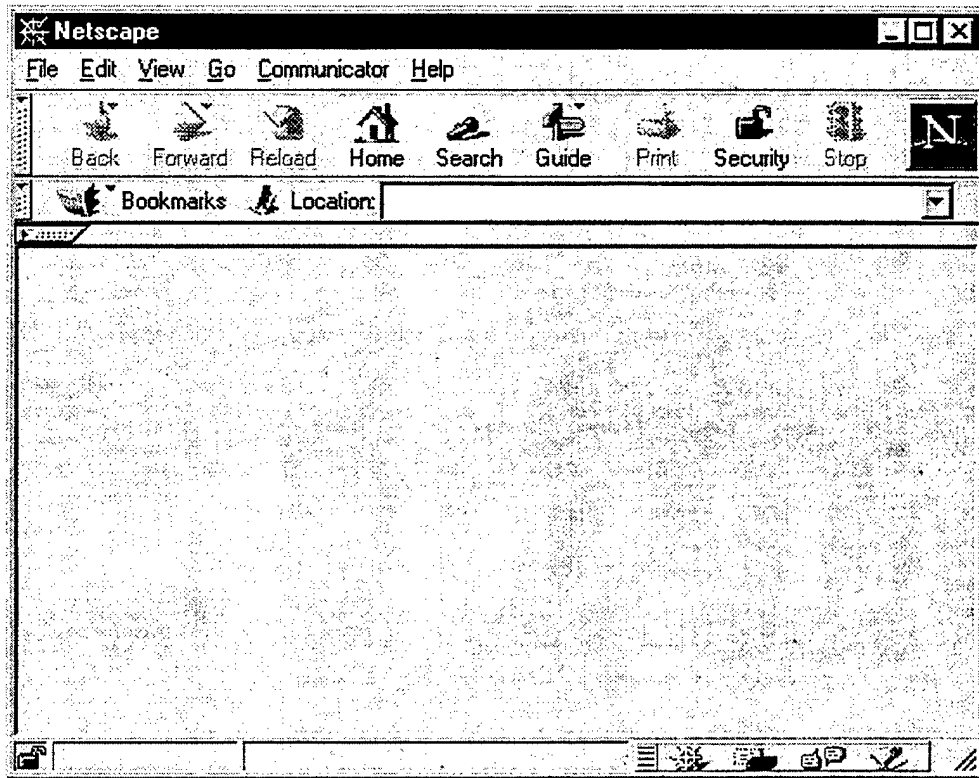 Netscape
File Edit View Go Communicator Help
Back Forward Reload Home Search Guide Print Security Stop N
Bookmarks Location: